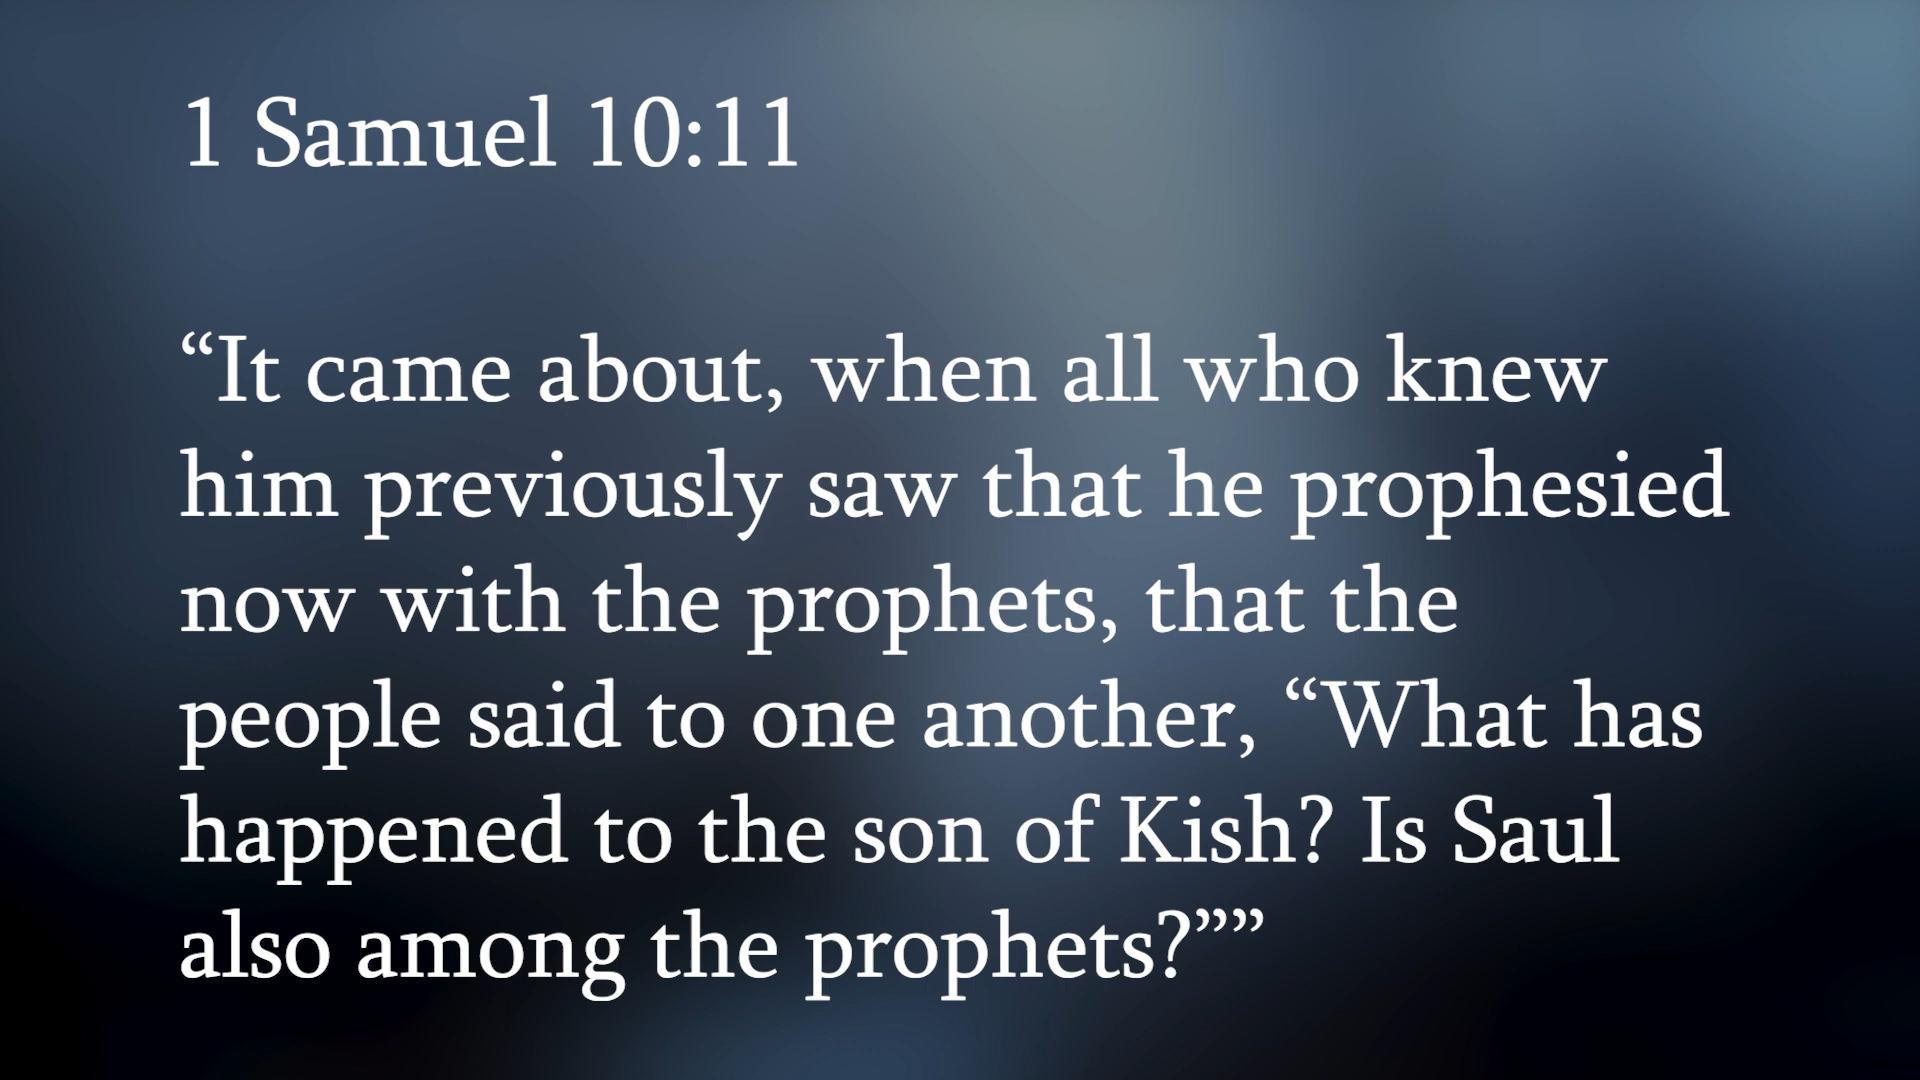 1 Samuel 10:11
“It came about, when all who knew
him previously saw that he prophesied
now with the prophets, that the
people said to one another, “What has
happened to the son of Kish? Is Saul
also among the prophets?””